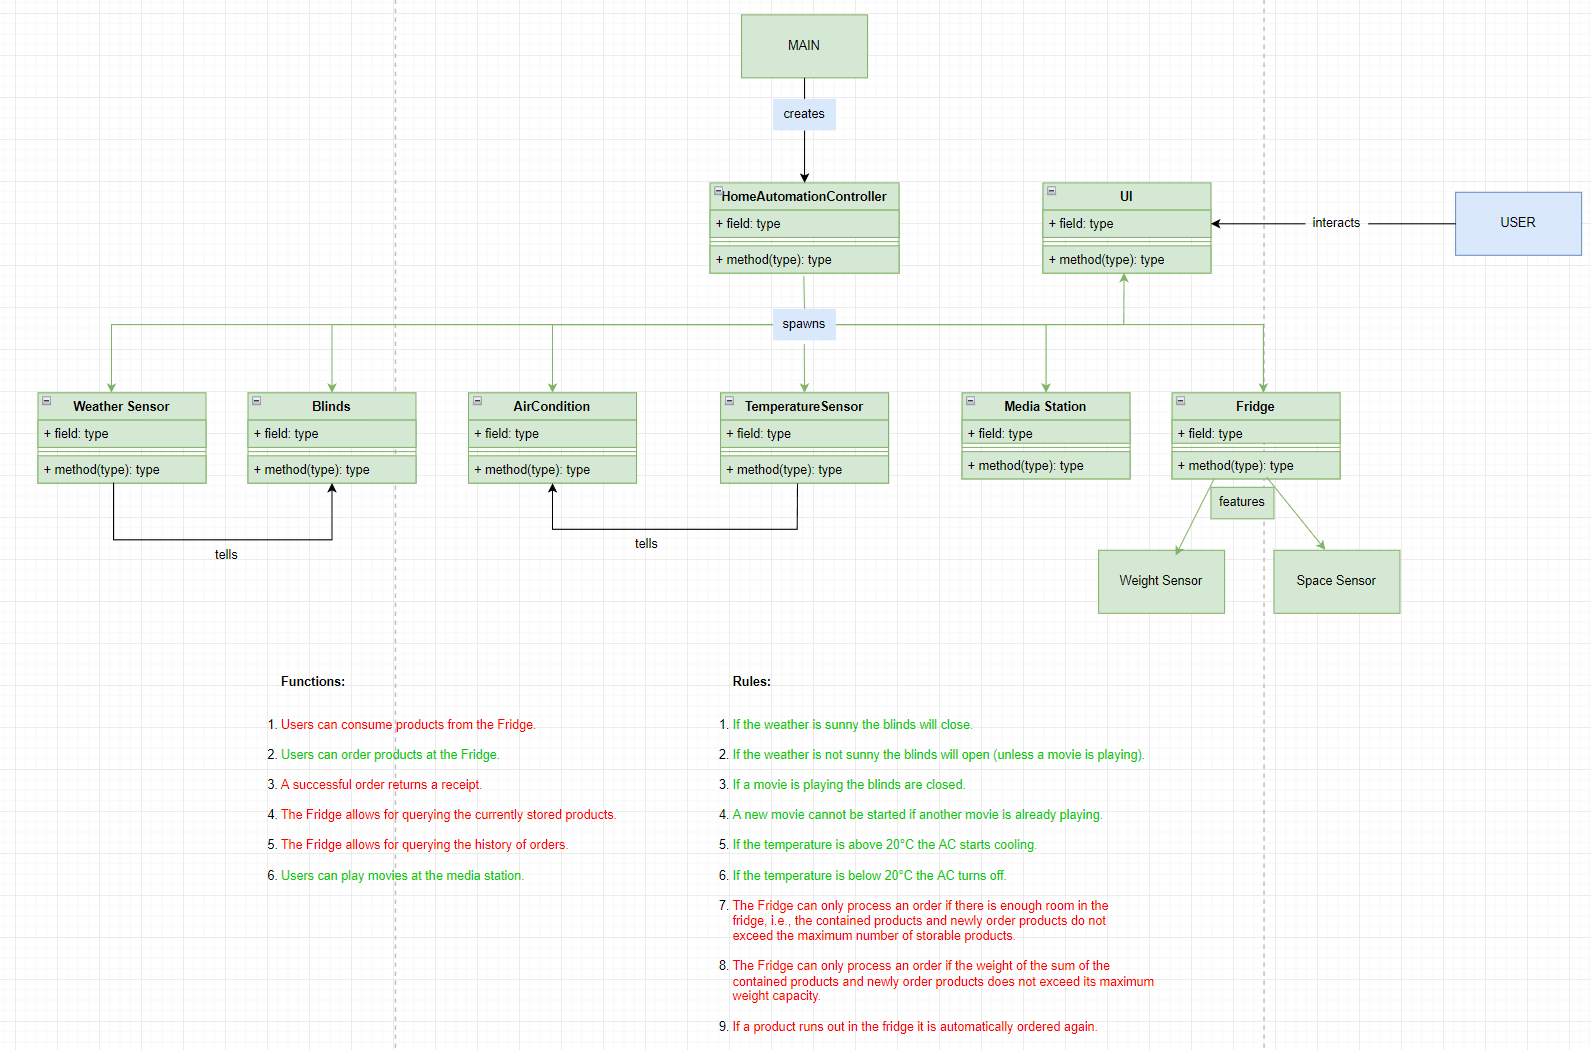 MAIN
creates
HomeAutomationController
+ field: type
+ method(type): type
UI
+ field: type
+ method(type): type
interacts
USER
spawns
Weather Sensor
+ field: type
+ method(type): type
Blinds
+ field: type
+ method(type): type
AirCondition
+ field: type
+ method(type): type
TemperatureSensor
+ field: type
+ method(type): type
Media Station
+ field: type
+ method(type): type
Fridge
+ field: type
+ method(type): type
tells
tells
features
Weight Sensor
Space Sensor
Functions:
1. Users can consume products from the Fridge.
2. Users can order products at the Fridge.
3. A successful order returns a receipt.
4. The Fridge allows for querying the currently stored products.
5. The Fridge allows for querying the history of orders.
6. Users can play movies at the media station.
Rules:
1. If the weather is sunny the blinds will close.
2. If the weather is not sunny the blinds will open (unless a movie is playing).
3. If a movie is playing the blinds are closed.
4. A new movie cannot be started if another movie is already playing.
5. If the temperature is above 20°C the AC starts cooling.
6. If the temperature is below 20°C the AC turns off.
7. The Fridge can only process an order if there is enough room in the
fridge, i.e., the contained products and newly order products do not
exceed the maximum number of storable products.
8. The Fridge can only process an order if the weight of the sum of the
contained products and newly order products does not exceed its maximum
weight capacity.
9. If a product runs out in the fridge it is automatically ordered again.